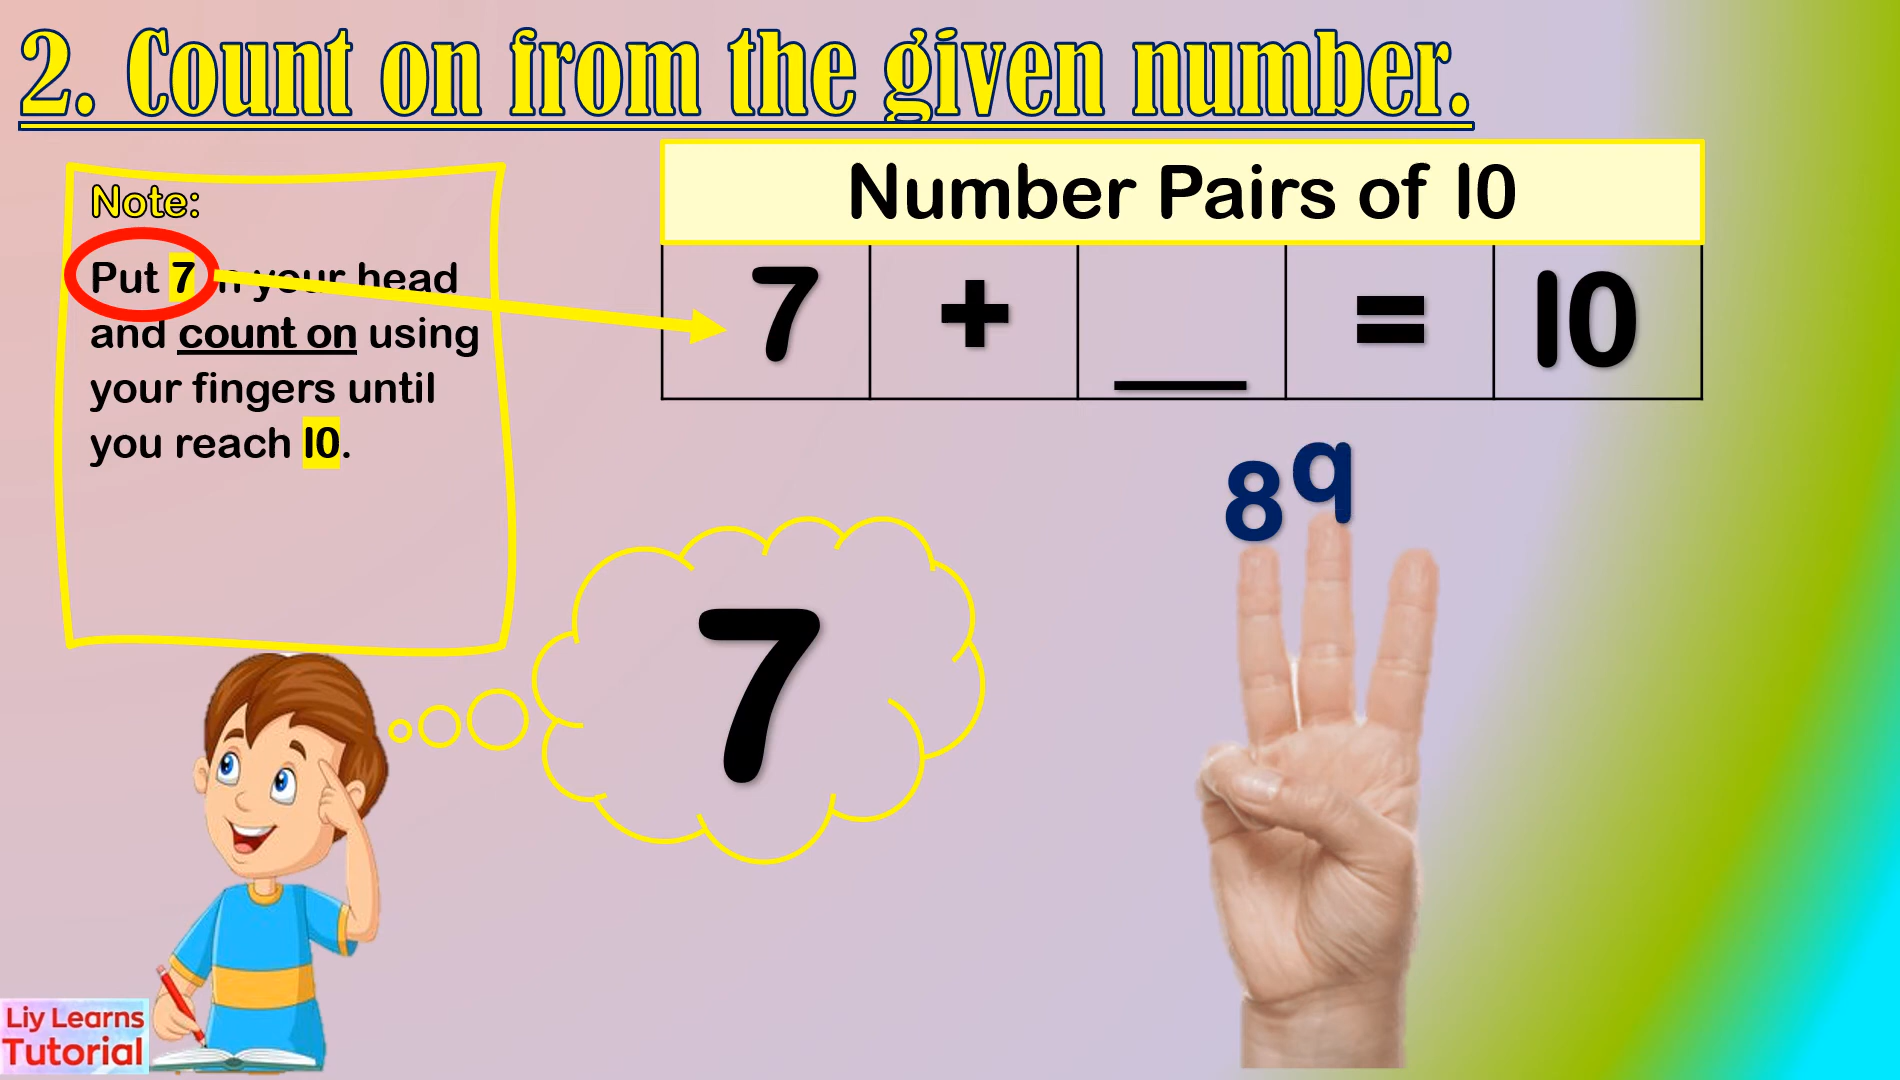 2. Count on from the given number.
Note:
Put 7 in your head
and count on using
your fingers until
you reach 10.
Number Pairs of 10
7 + ___ = 10
8 9
7
Liy Learns
Tutorial